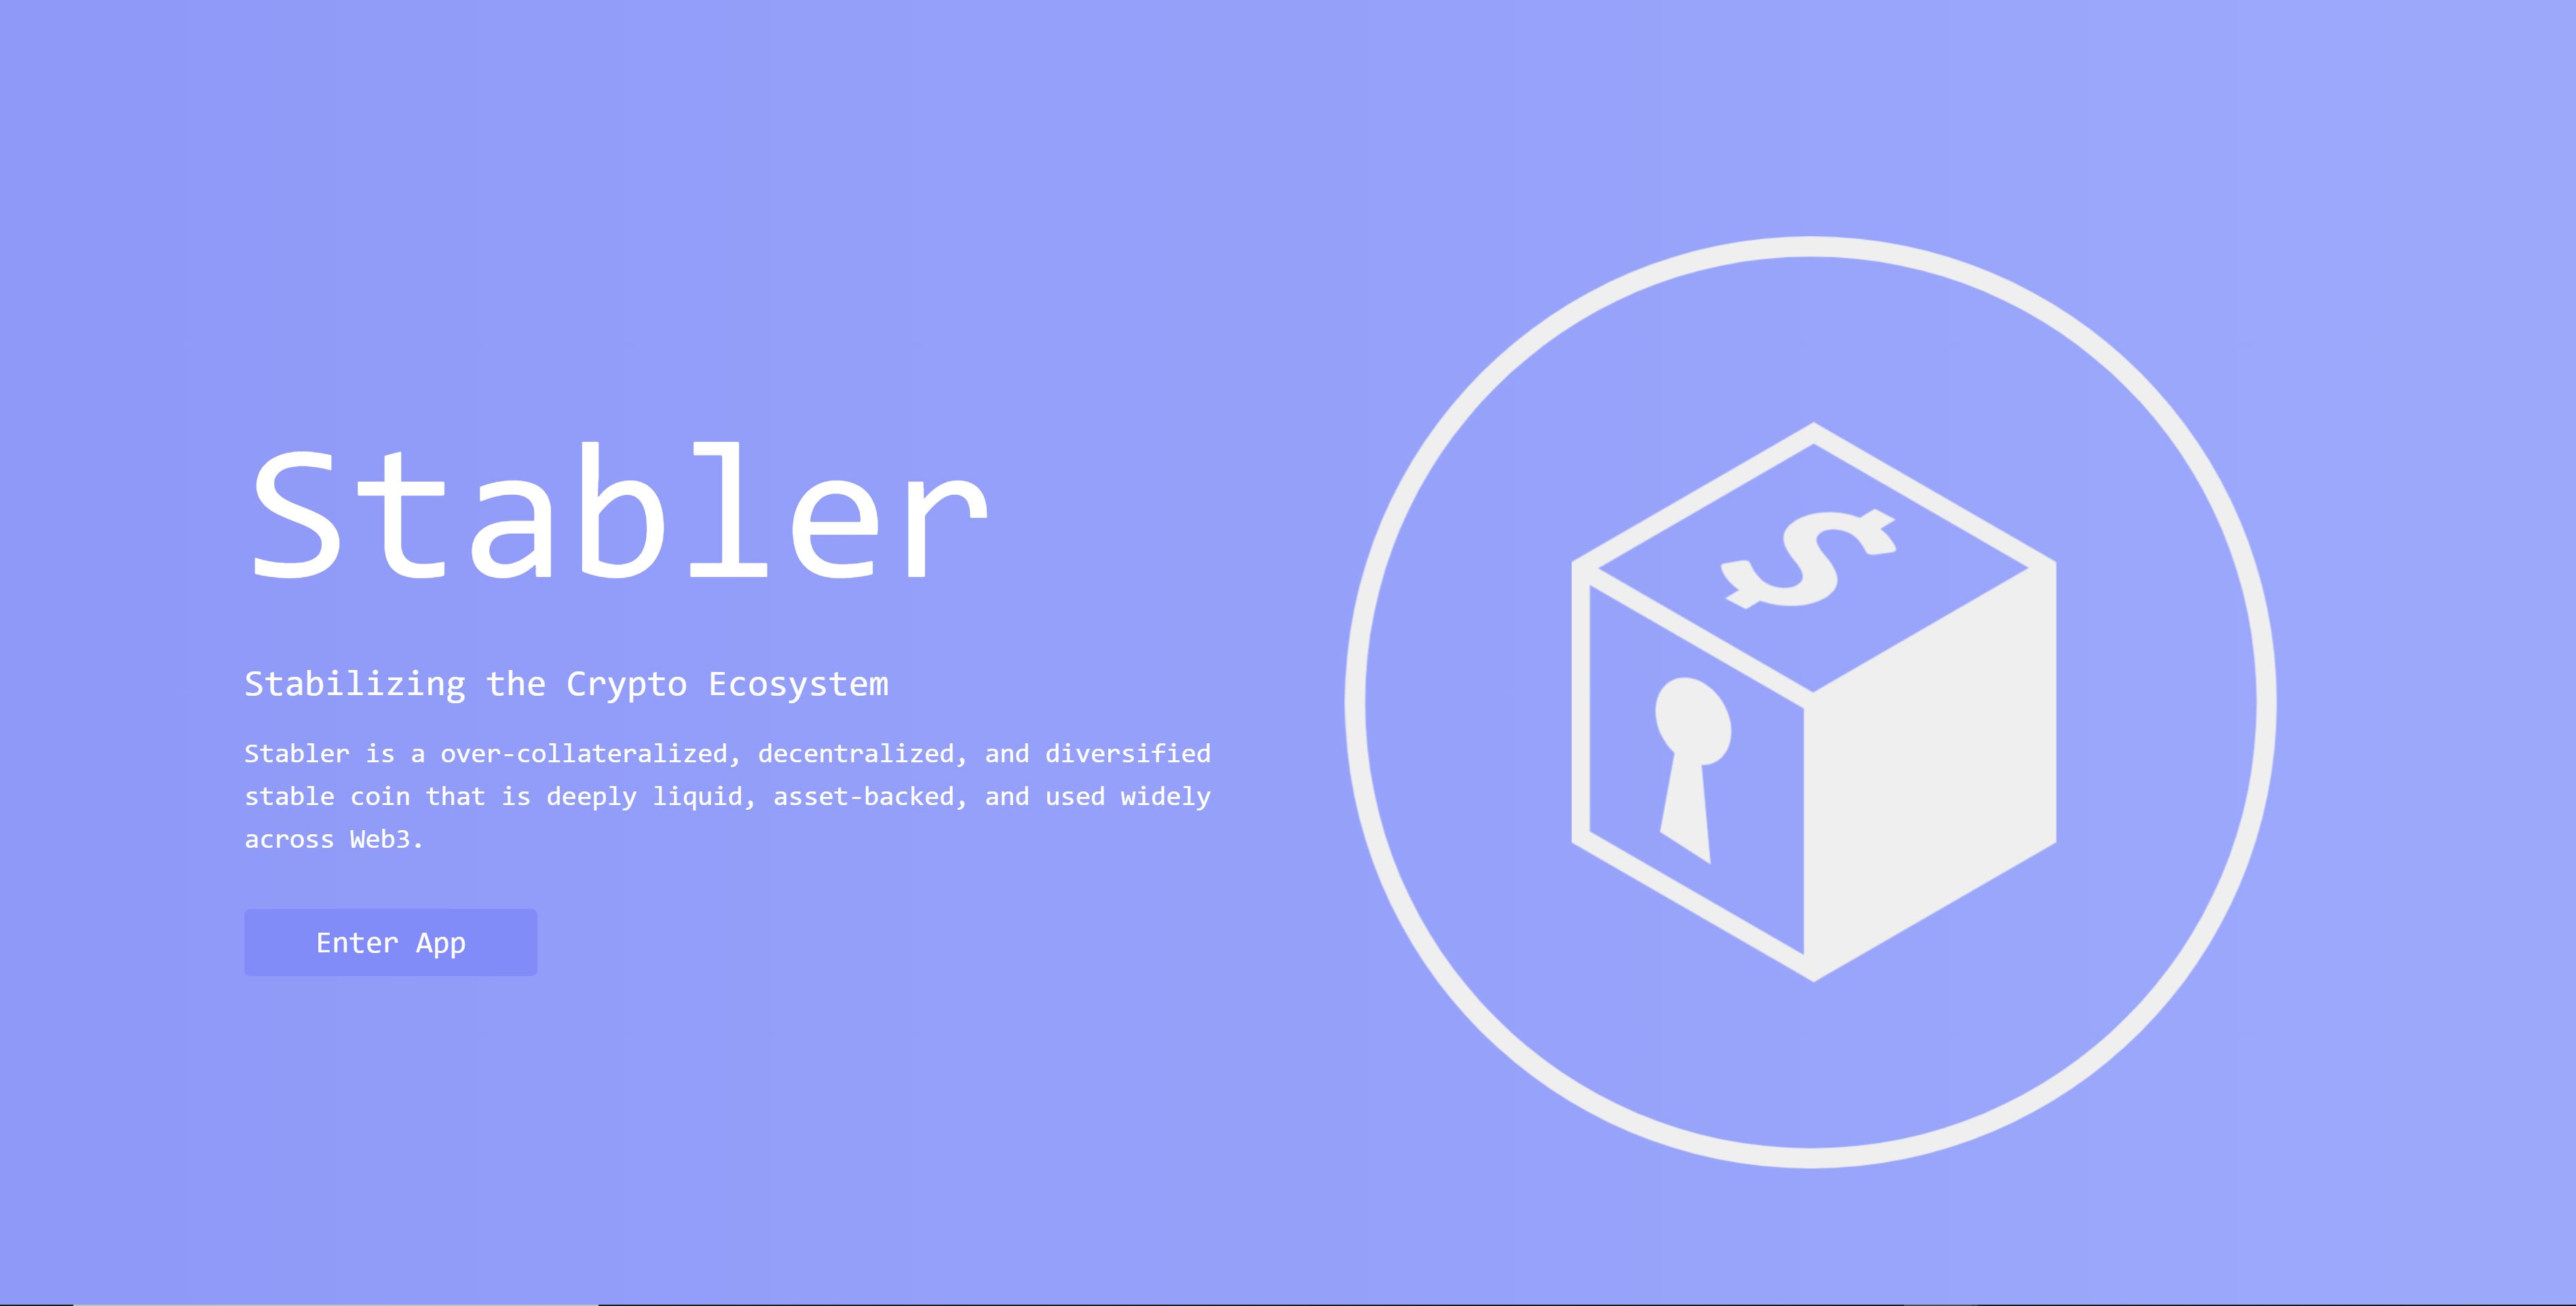 Stabler
Stabilizing the Crypto Ecosystem
Stabler is a over-collateralized, decentralized, and diversified
stable coin that is deeply liquid, asset-backed, and used widely
across Web3.
Enter App
$